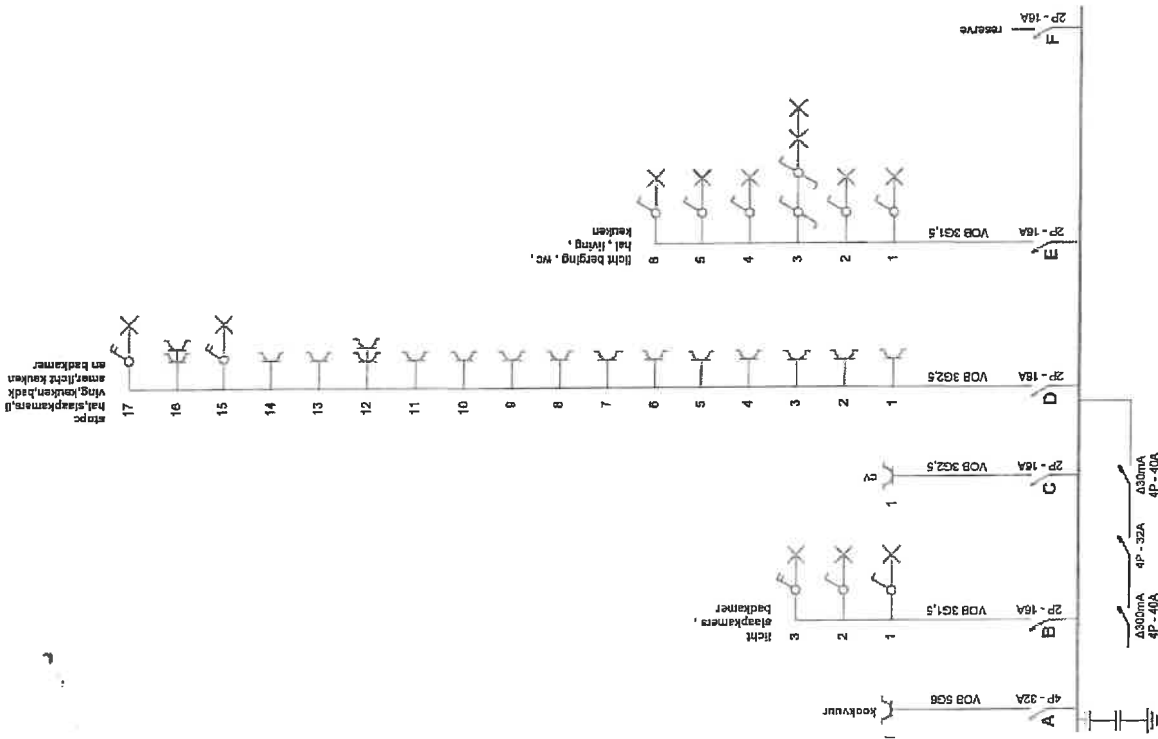 kookvuur
1
VOB 5G6
4P - 32A
A
licht
slaapkamers ,
badkamer
3
2
1
VOB 3G1,5
2P - 16A
B
cv
1
VOB 3G2,5
2P - 16A
C
stopc
hal,slaapkamers,li
ving,keuken,badk
amer,licht keuken
en badkamer
17
16
15
14
13
12
11
10
9
8
7
6
5
4
3
2
1
VOB 3G2,5
2P - 16A
D
licht berging , wc ,
hal , living ,
keuken
6
5
4
3
2
1
VOB 3G1,5
2P - 16A
E
reserve
2P - 16A
F
Δ300mA
4P - 40A
4P - 32A
Δ30mA
4P - 40A